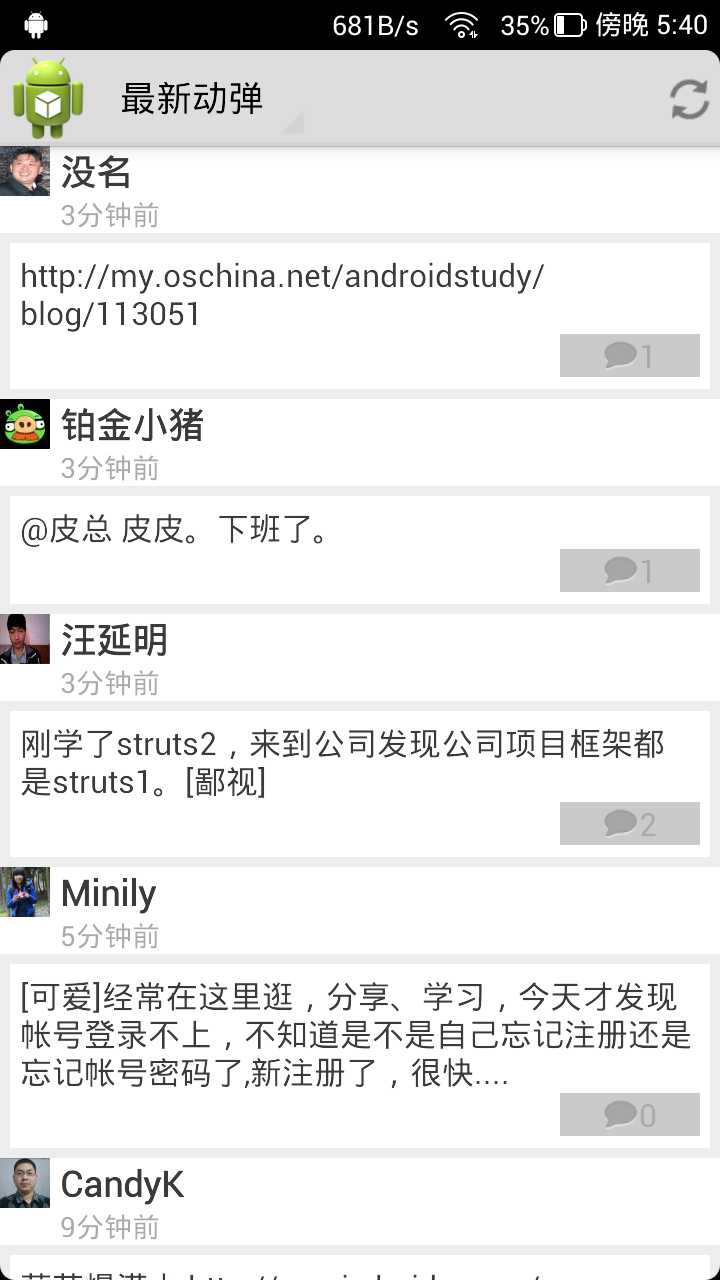 681B/s 35% 傍晚 5:40
最新动弹
没名
3分钟前
http://my.oschina.net/androidstudy/
blog/113051
1
铂金小猪
3分钟前
@皮总 皮皮。下班了。
1
汪延明
3分钟前
刚学了struts2，来到公司发现公司项目框架都
是struts1。[鄙视]
2
Minily
5分钟前
[可爱]经常在这里逛，分享、学习，今天才发现
帐号登录不上，不知道是不是自己忘记注册还是
忘记帐号密码了,新注册了，很快....
0
CandyK
9分钟前